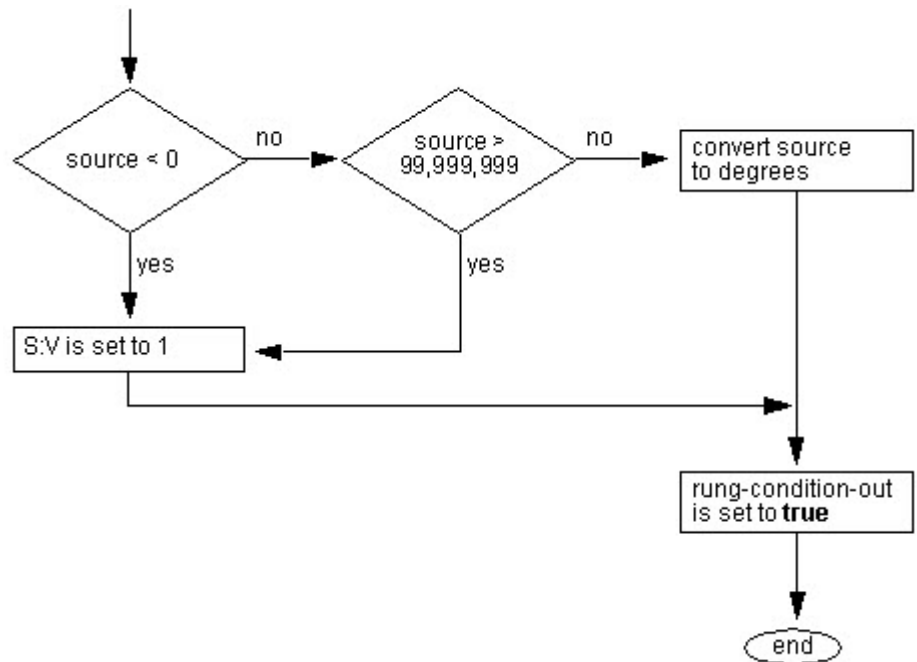 source < 0
no
source >
99,999,999
no
convert source
to degrees
yes
yes
S:V is set to 1
rung-condition-out
is set to true
end